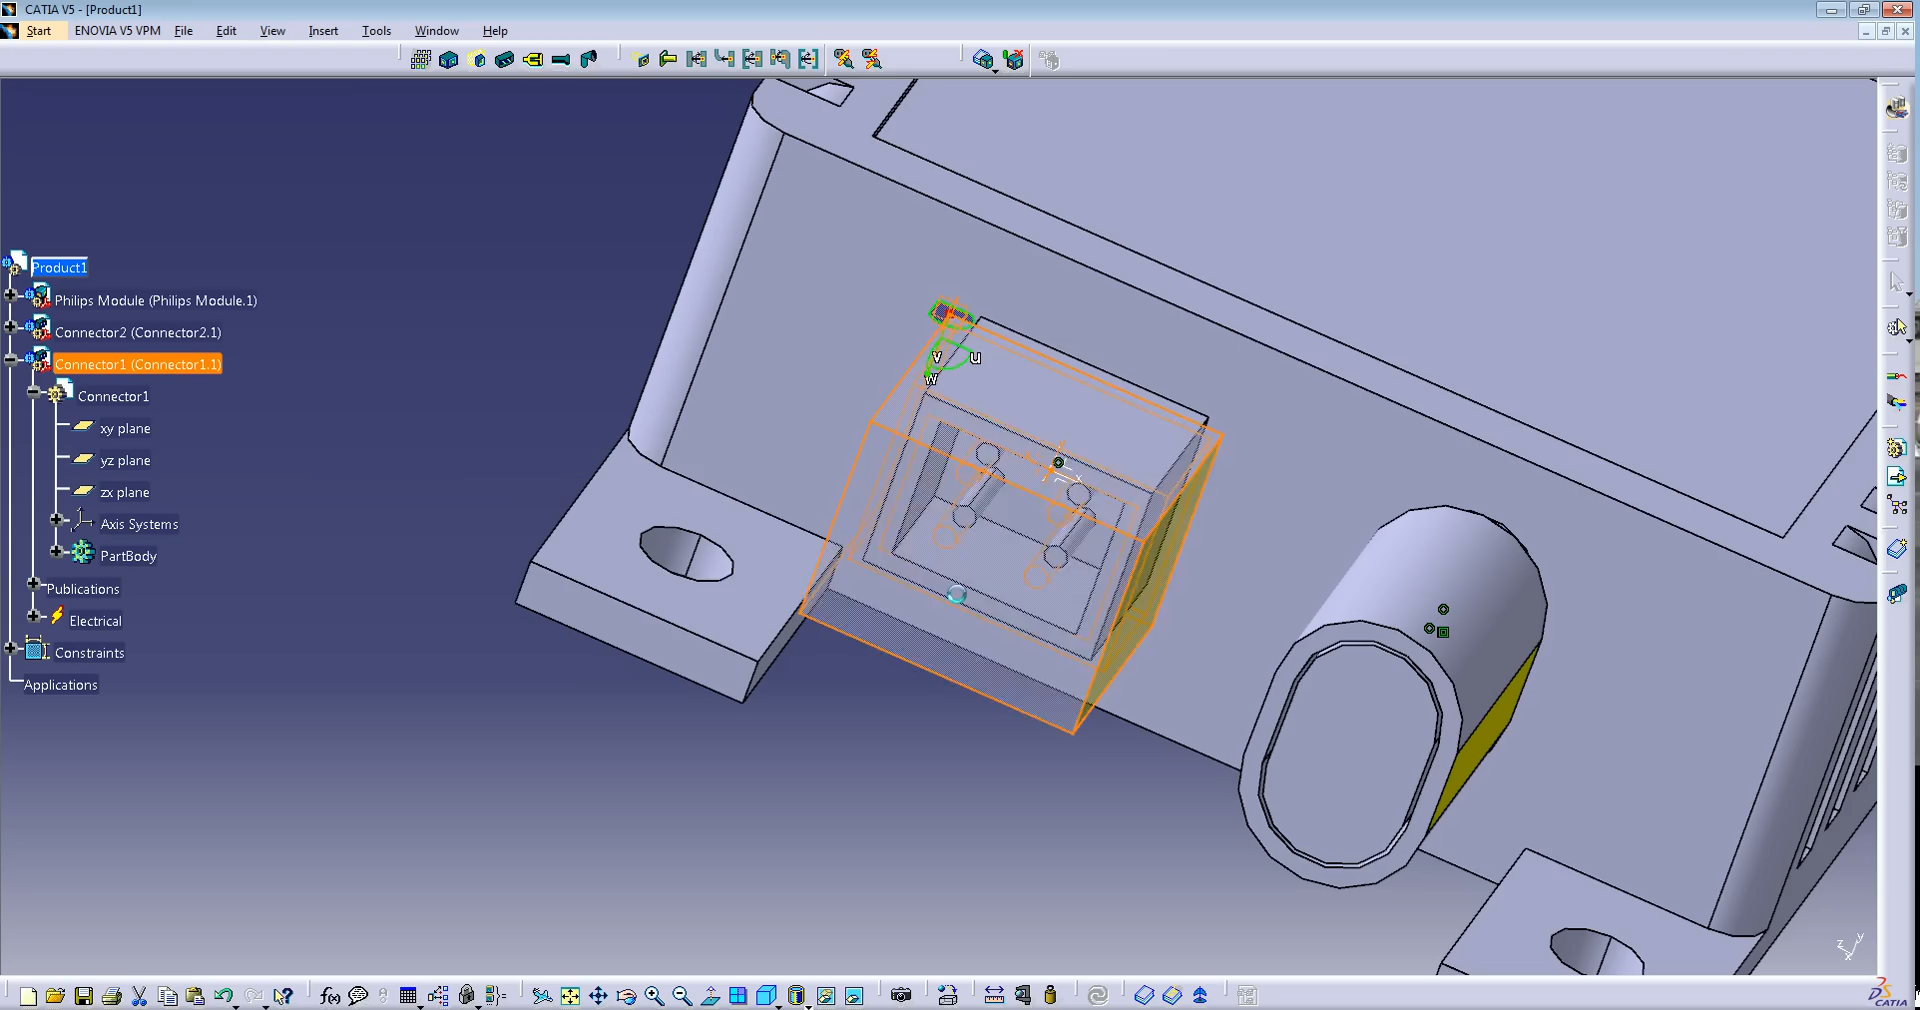 CATIA V5 - [Product1]
Start ENOVIA V5 VPM File Edit View Insert Tools Window Help
Product1
Philips Module (Philips Module.1)
Connector2 (Connector2.1)
Connector1 (Connector1.1)
Connector1
xy plane
yz plane
zx plane
Axis Systems
PartBody
Publications
Electrical
Constraints
Applications
v u
w
x
z y
x
f(x)
DS
CATIA